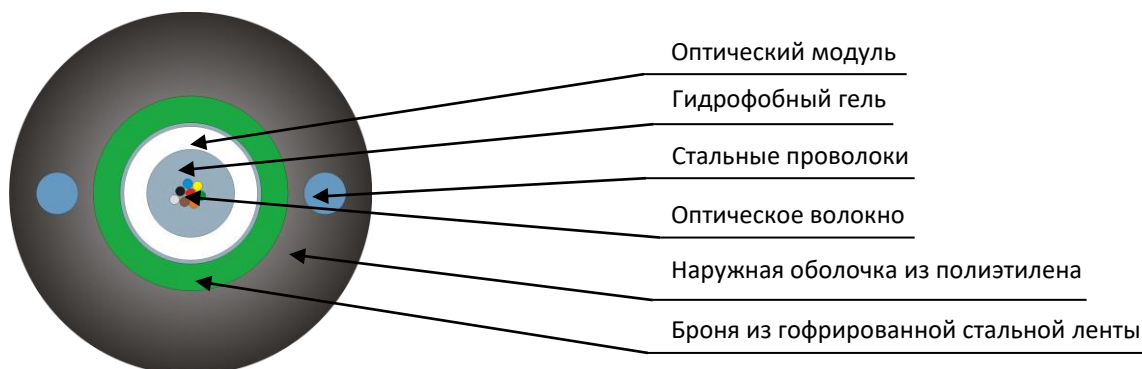 Оптический модуль
Гидрофобный гель
Стальные проволоки
Оптическое волокно
Наружная оболочка из полиэтилена
Броня из гофрированной стальной ленты